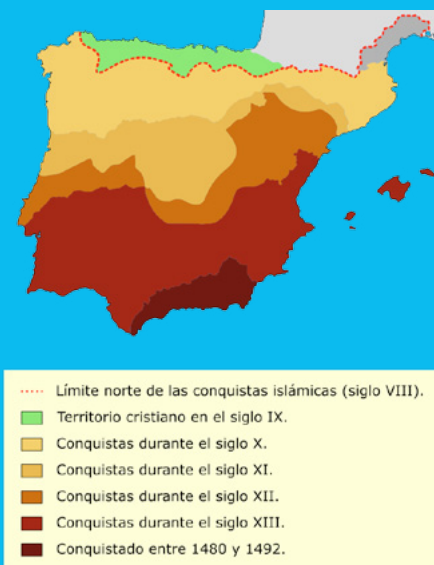 Límite norte de las conquistas islámicas (siglo VIII).
Territorio cristiano en el siglo IX.
Conquistas durante el siglo X.
Conquistas durante el siglo XI.
Conquistas durante el siglo XII.
Conquistas durante el siglo XIII.
Conquistado entre 1480 y 1492.